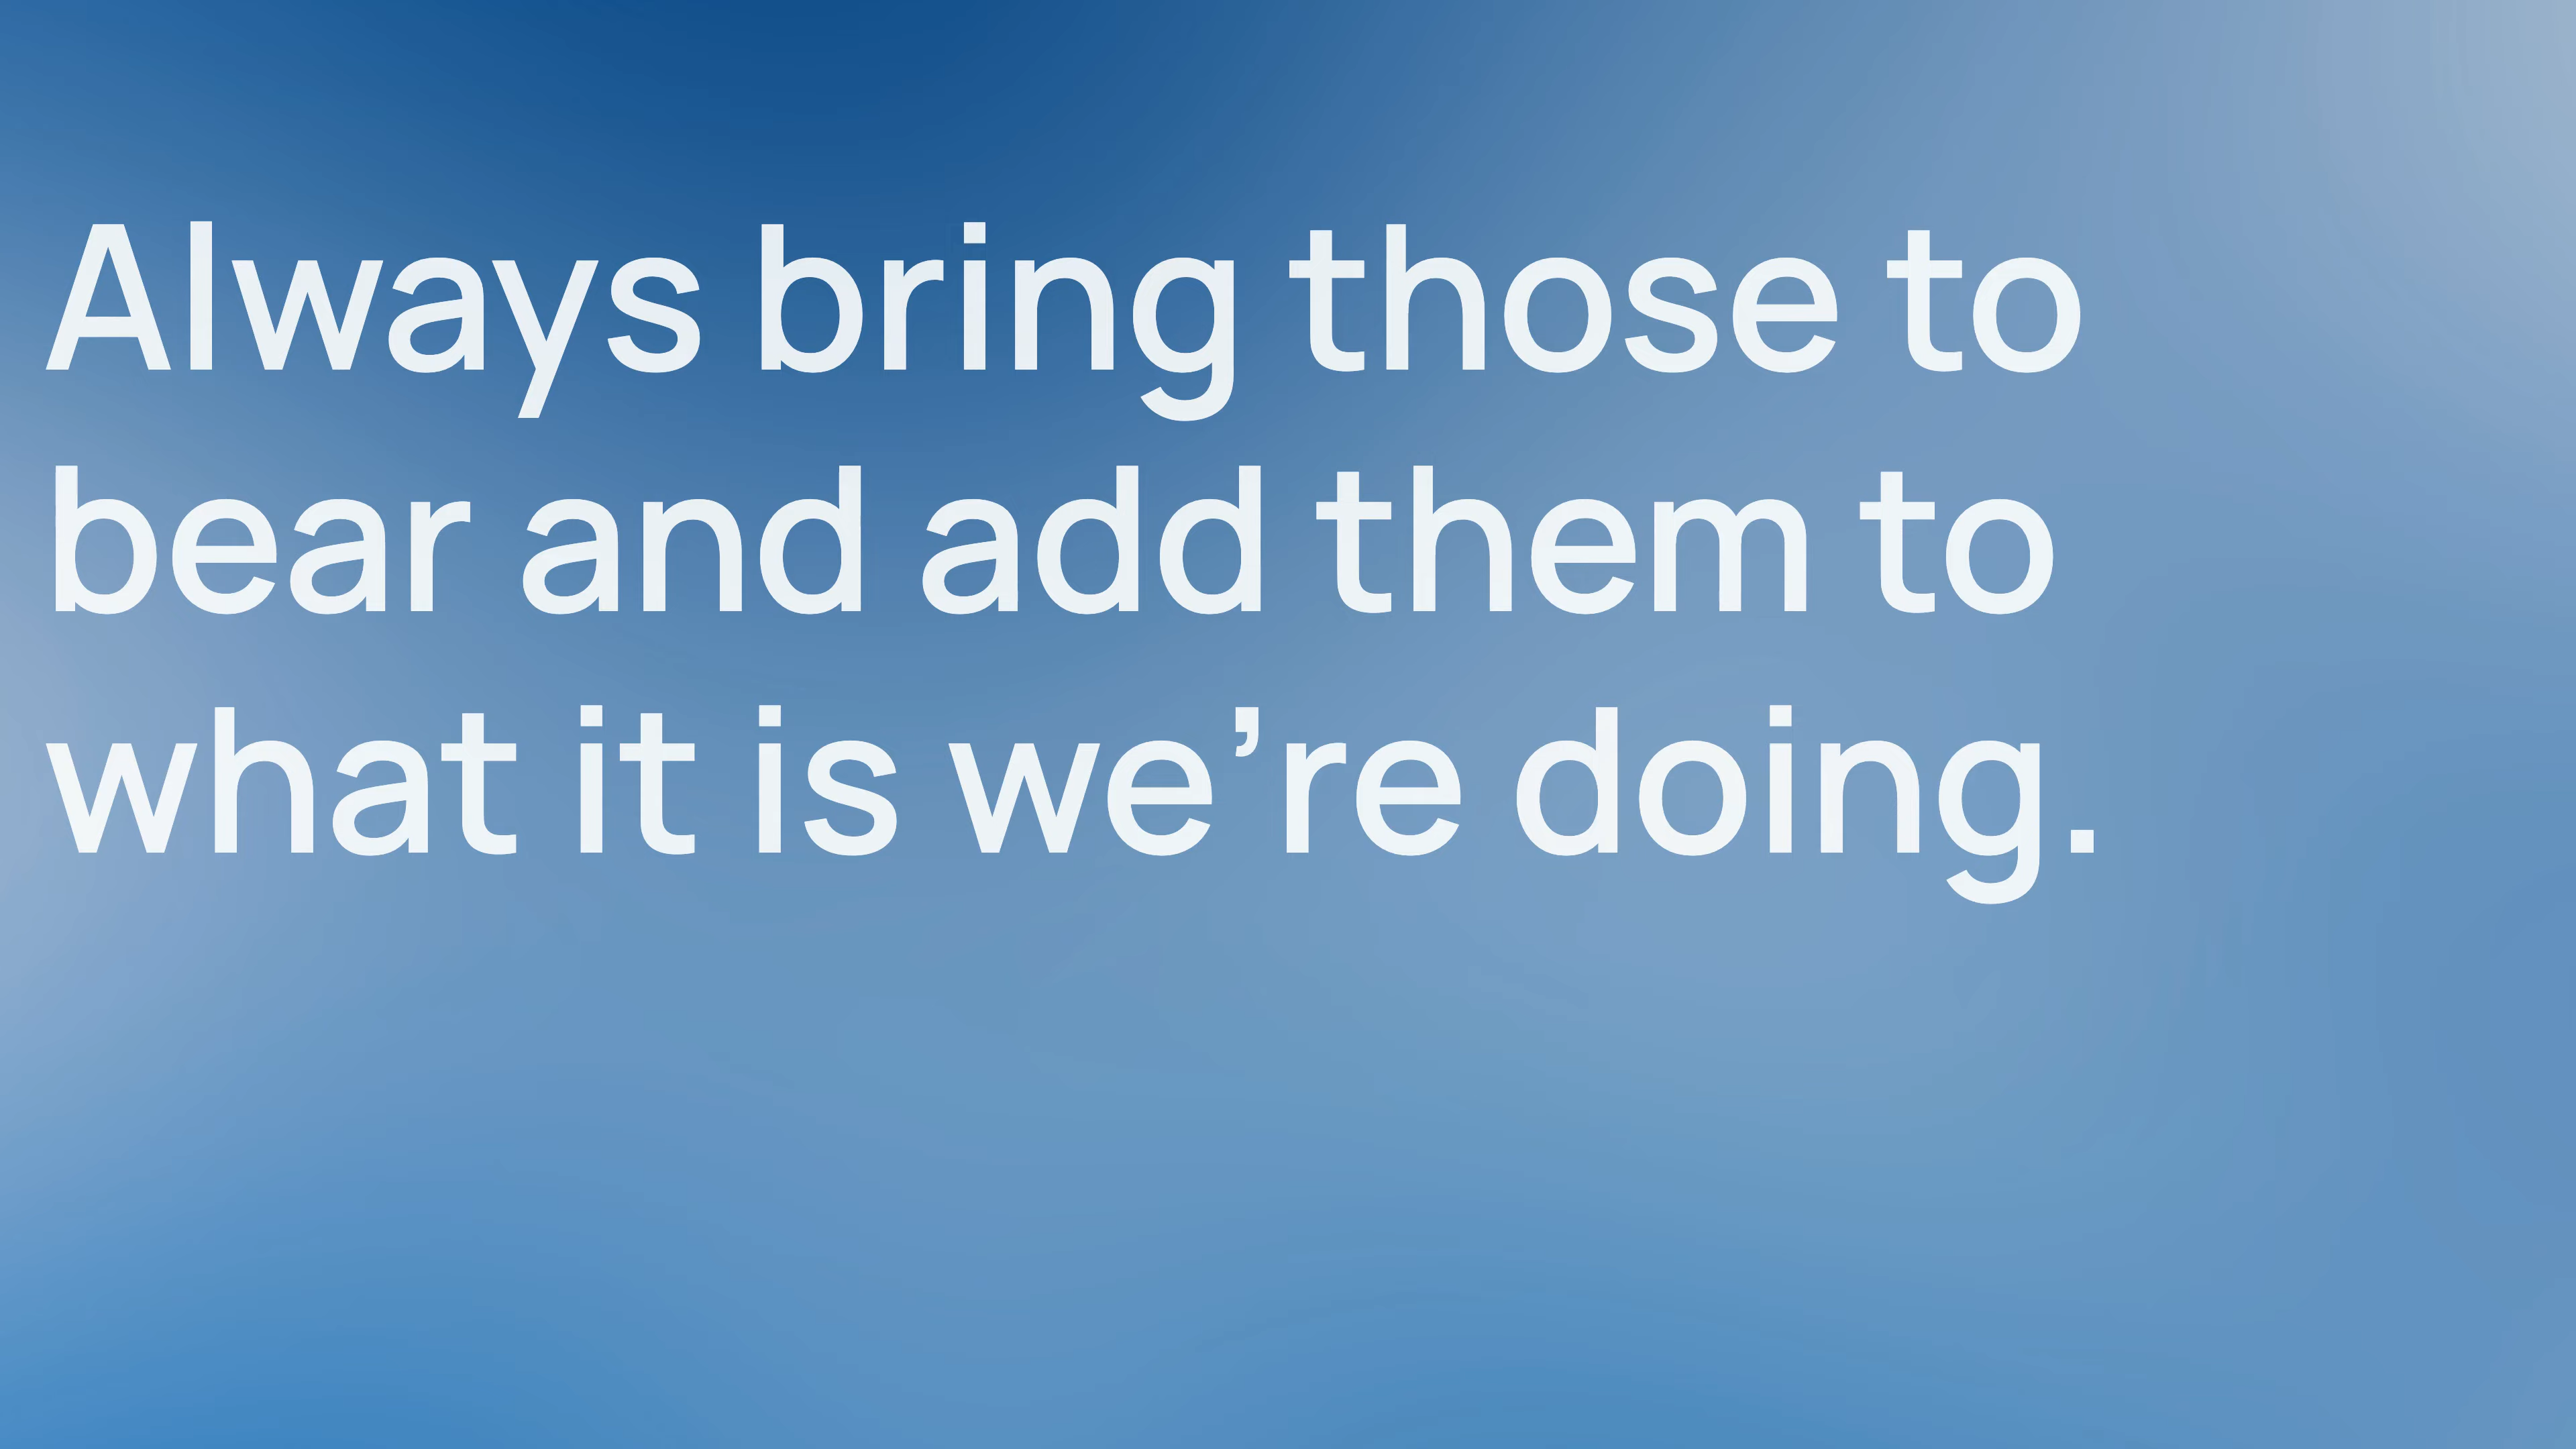 Always bring those to
bear and add them to
what it is we’re doing.